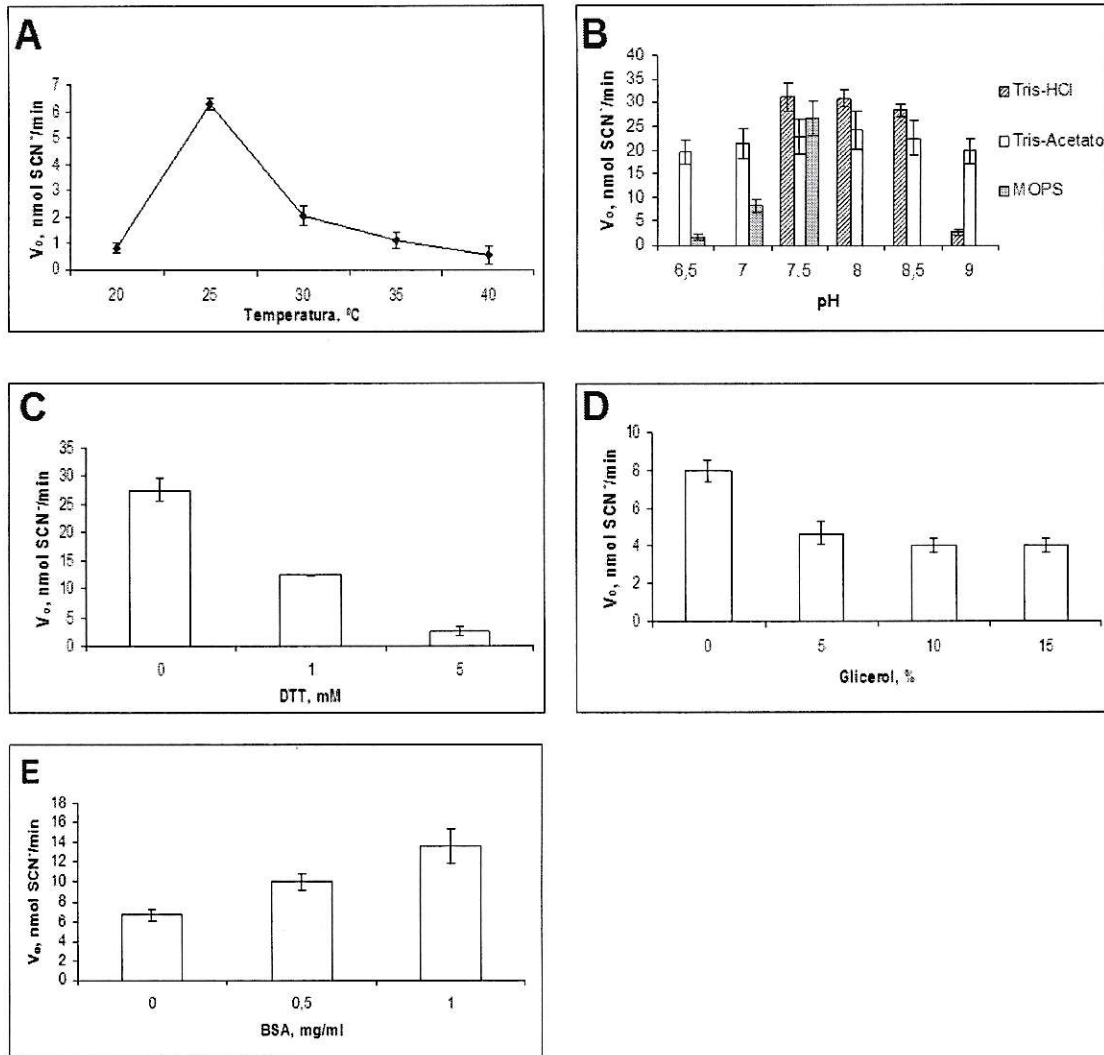 A
V₀, nmol SCN⁻/min
7
6
5
4
3
2
1
0
20 25 30 35 40
Temperatura, ºC
B
V₀, nmol SCN⁻/min
40
35
30
25
20
15
10
5
0
6,5 7 7.5 8 8,5 9
pH
Tris-HCl
Tris-Acetato
MOPS
C
V₀, nmol SCN⁻/min
35
30
25
20
15
10
5
0
0 1 5
DTT, mM
D
V₀, nmol SCN⁻/min
10
8
6
4
2
0
0 5 10 15
Glicerol, %
E
V₀, nmol SCN⁻/min
18
16
14
12
10
8
6
4
2
0
0 0,5 1
BSA, mg/ml